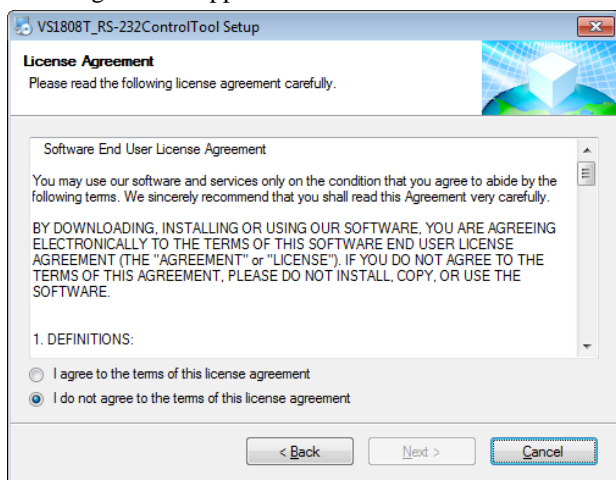 VS1808T_RS-232ControlTool Setup
License Agreement
Please read the following license agreement carefully.
Software End User License Agreement
You may use our software and services only on the condition that you agree to abide by the
following terms. We sincerely recommend that you shall read this Agreement very carefully.
BY DOWNLOADING, INSTALLING OR USING OUR SOFTWARE, YOU ARE AGREEING
ELECTRONICALLY TO THE TERMS OF THIS SOFTWARE END USER LICENSE
AGREEMENT (THE "AGREEMENT" or "LICENSE"). IF YOU DO NOT AGREE TO THE
TERMS OF THIS AGREEMENT, PLEASE DO NOT INSTALL, COPY, OR USE THE
SOFTWARE.
1. DEFINITIONS:
I agree to the terms of this license agreement
I do not agree to the terms of this license agreement
< Back Next > Cancel